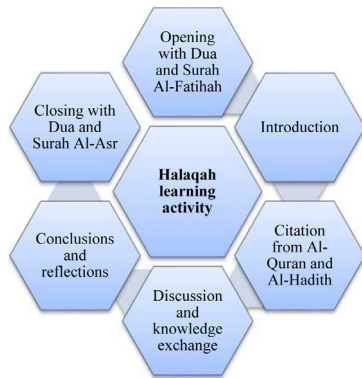 Opening
with Dua
and Surah
Al-Fatihah
Introduction
Citation
from Al-
Quran and
Al-Hadith
Discussion
and
knowledge
exchange
Conclusions
and
reflections
Closing with
Dua and
Surah Al-Asr
Halaqah
learning
activity